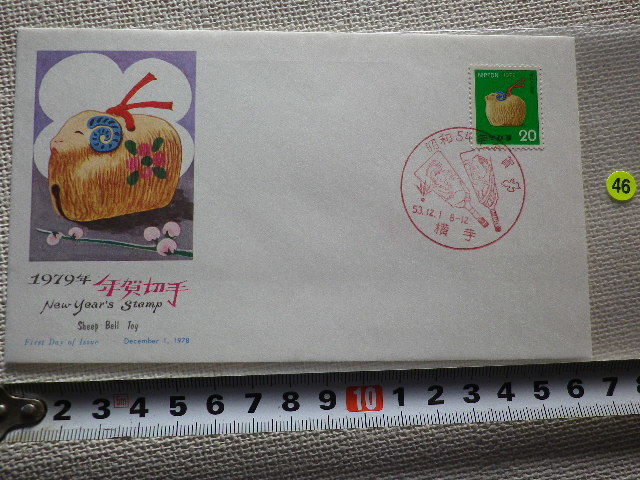 NIPPON 1979
20
昭和54年
53.12.1 8-12
横手
46
1979年 年賀切手
New Year's Stamp
Sheep Bell Toy
First Day of Issue - December 1, 1978
2 3 4 5 6 7 8 9 10 1 2 3 4 5 6 7 8